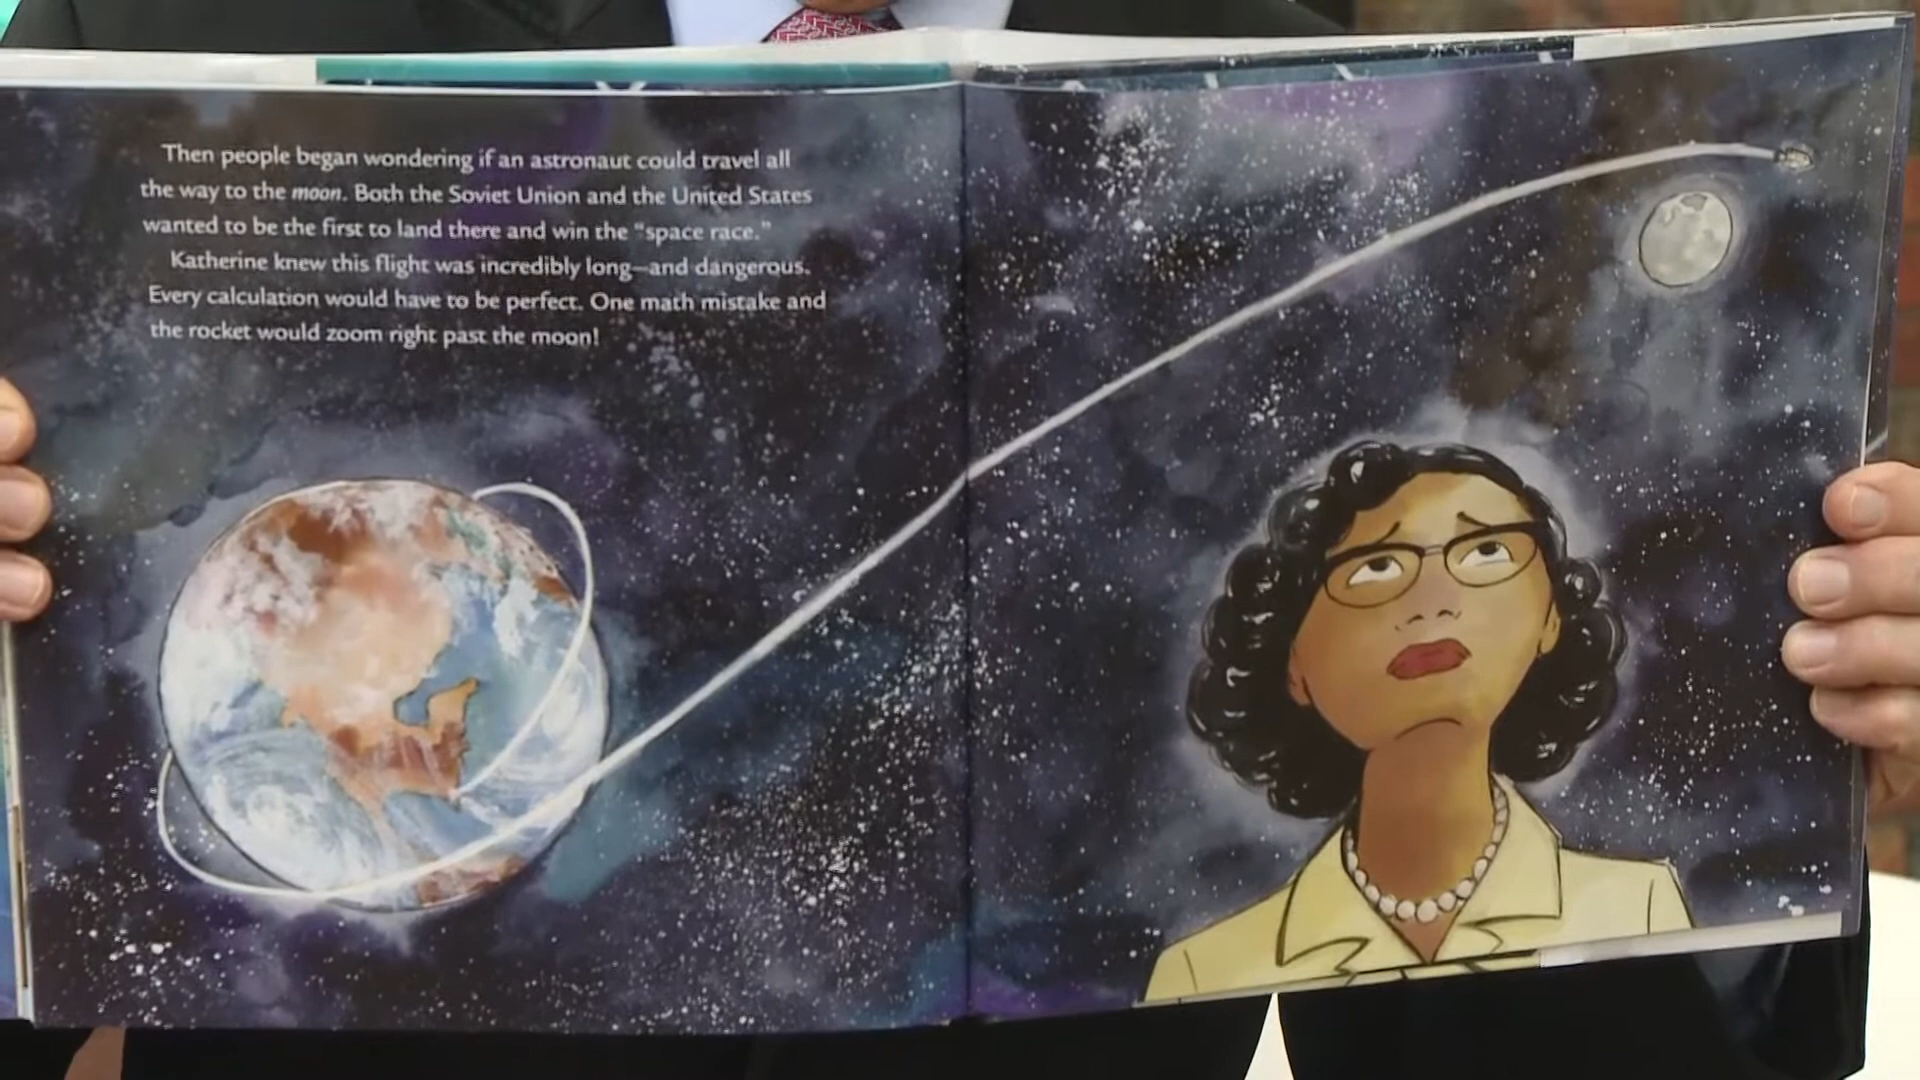 Then people began wondering if an astronaut could travel all
the way to the moon. Both the Soviet Union and the United States
wanted to be the first to land there and win the “space race.”
Katherine knew this flight was incredibly long—and dangerous.
Every calculation would have to be perfect. One math mistake and
the rocket would zoom right past the moon!